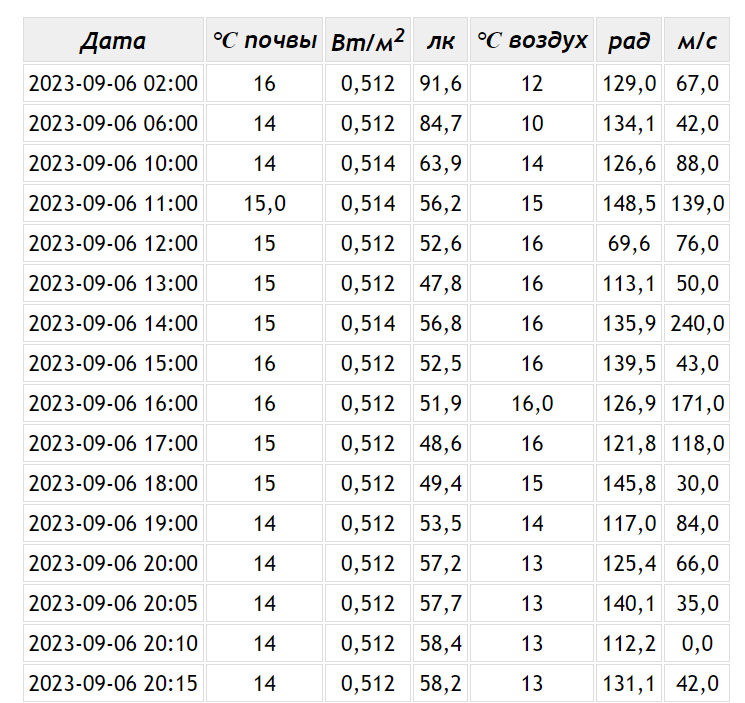 Дата °C почвы Вт/м2 лк °C воздух рад м/с
2023-09-06 02:00 16 0,512 91,6 12 129,0 67,0
2023-09-06 06:00 14 0,512 84,7 10 134,1 42,0
2023-09-06 10:00 14 0,514 63,9 14 126,6 88,0
2023-09-06 11:00 15,0 0,514 56,2 15 148,5 139,0
2023-09-06 12:00 15 0,512 52,6 16 69,6 76,0
2023-09-06 13:00 15 0,512 47,8 16 113,1 50,0
2023-09-06 14:00 15 0,514 56,8 16 135,9 240,0
2023-09-06 15:00 16 0,512 52,5 16 139,5 43,0
2023-09-06 16:00 16 0,512 51,9 16,0 126,9 171,0
2023-09-06 17:00 15 0,512 48,6 16 121,8 118,0
2023-09-06 18:00 15 0,512 49,4 15 145,8 30,0
2023-09-06 19:00 14 0,512 53,5 14 117,0 84,0
2023-09-06 20:00 14 0,512 57,2 13 125,4 66,0
2023-09-06 20:05 14 0,512 57,7 13 140,1 35,0
2023-09-06 20:10 14 0,512 58,4 13 112,2 0,0
2023-09-06 20:15 14 0,512 58,2 13 131,1 42,0